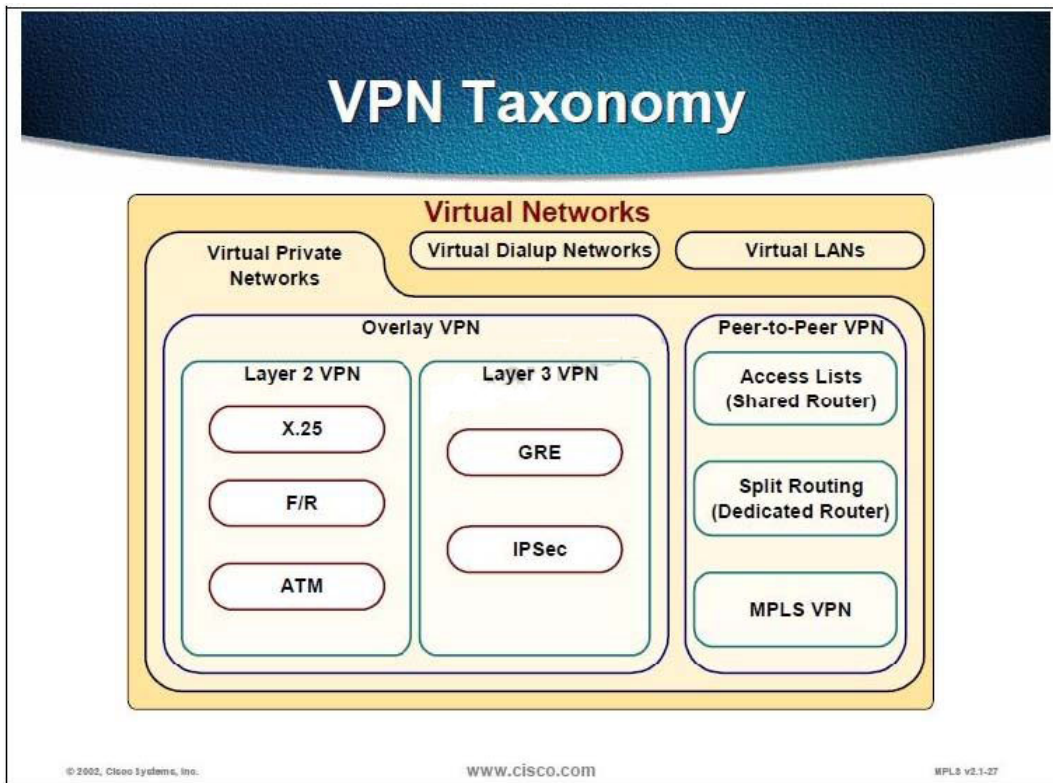 VPN Taxonomy
Virtual Networks
Virtual Private
Networks
Virtual Dialup Networks
Virtual LANs
Overlay VPN
Layer 2 VPN
X.25
F/R
ATM
Layer 3 VPN
GRE
IPSec
Peer-to-Peer VPN
Access Lists
(Shared Router)
Split Routing
(Dedicated Router)
MPLS VPN
© 2002, Cisco Systems, Inc.
www.cisco.com
MPLS v2.1-27